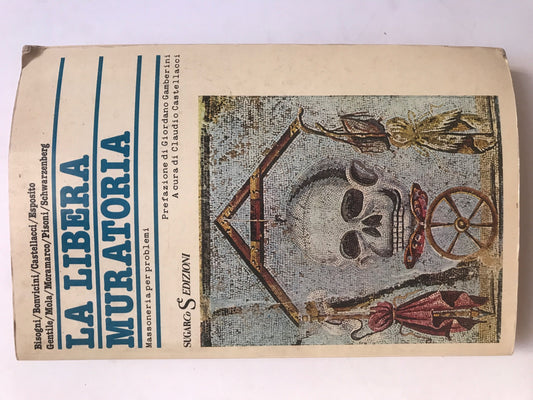 Bisogni/Bonvicini/Castellacci/Esposito
Gentile/Mola/Moramarco/Pisoni/Schwarzenberg
LA LIBERA
MURATORIA
Massoneria per problemi
Prefazione di Giordano Gamberini
A cura di Claudio Castellacci
SUGARCo S EDIZIONI